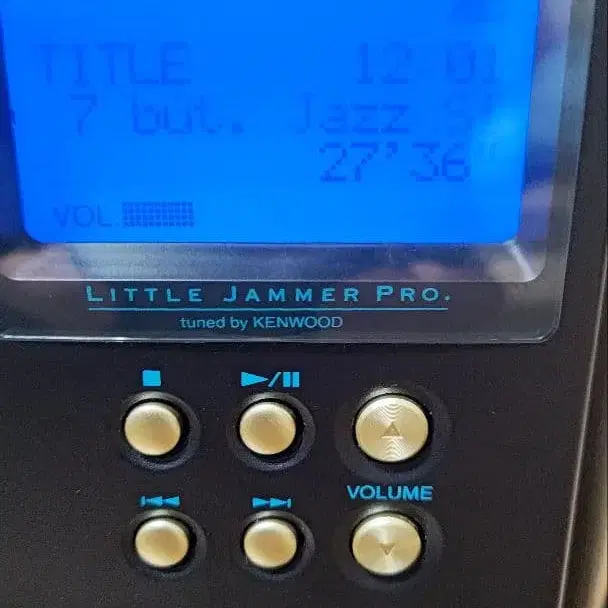 TITLE 12 01
7 but. Jazz S
27'36"
VOL
LITTLE JAMMER PRO.
tuned by KENWOOD
VOLUME